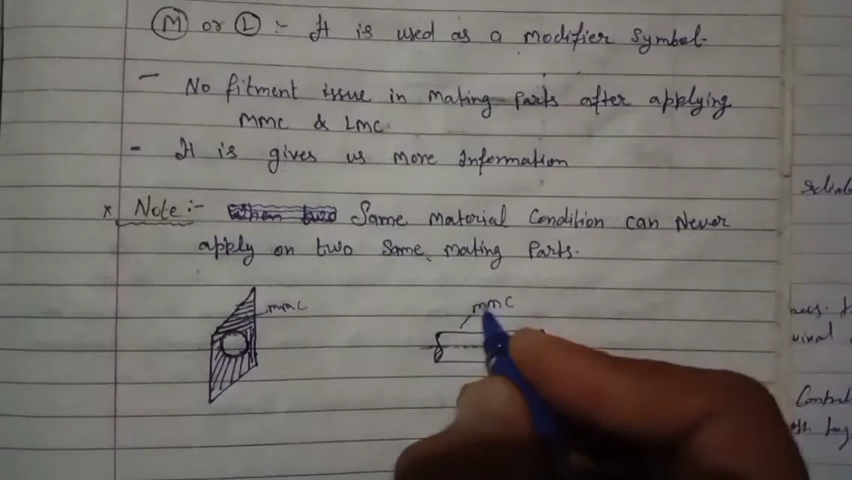 Ⓜ or Ⓛ :- It is used as a modifier symbol.
- No fitment issue in mating parts after applying
MMC & LMC.
- It is gives us more Information
* Note :- Same material Condition can Never
apply on two same mating parts.
mmc
mmc